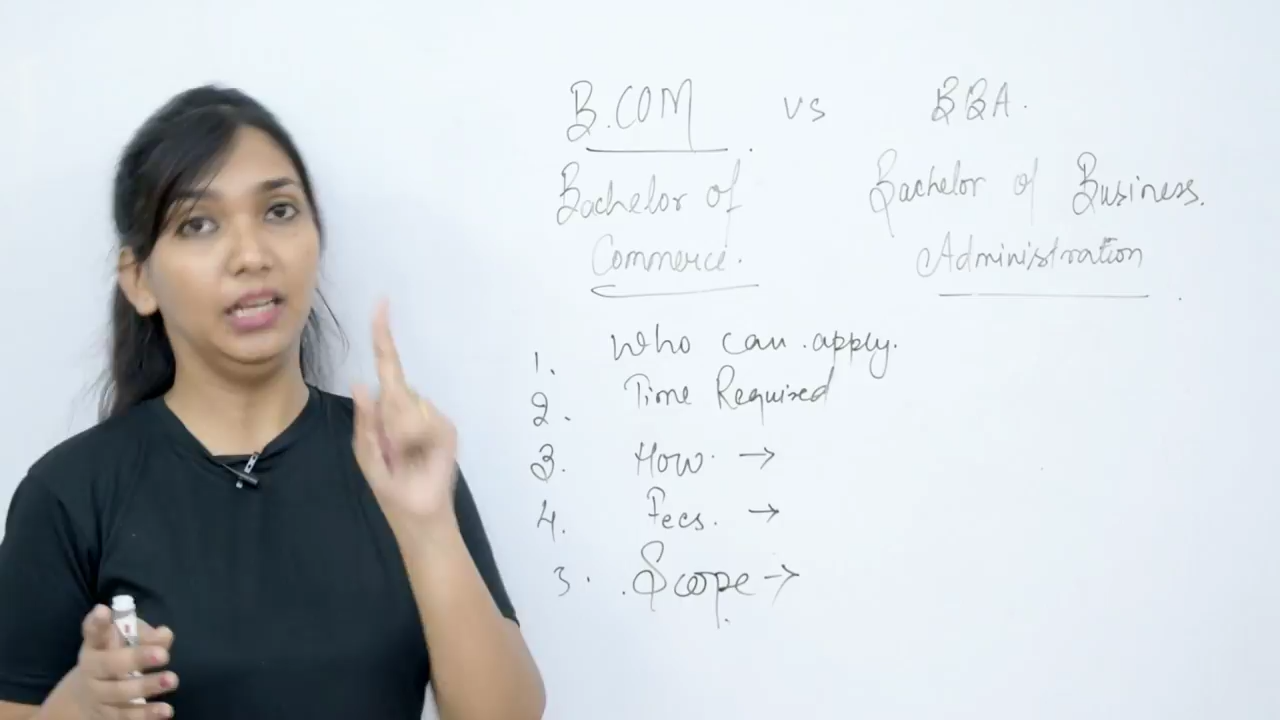 B.COM vs BBA.
Bachelor of Commerce.
Bachelor of Business.
Administration
1. Who can apply.
2. Time Required
3. How. →
4. Fees. →
5. Scope →